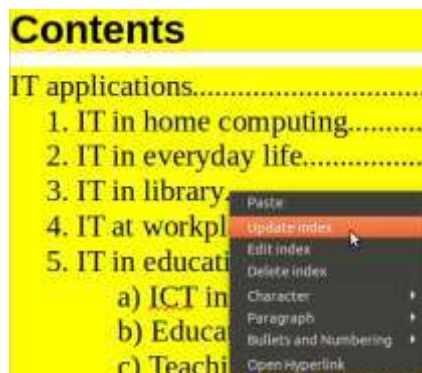 Contents
IT applications..............................
1. IT in home computing..........
2. IT in everyday life................
3. IT in library.
4. IT at workpl
5. IT in educati
a) ICT in
b) Educa
c) Teachi
Paste
Update index
Edit index
Delete index
Character
Paragraph
Bullets and Numbering
Open Hyperlink